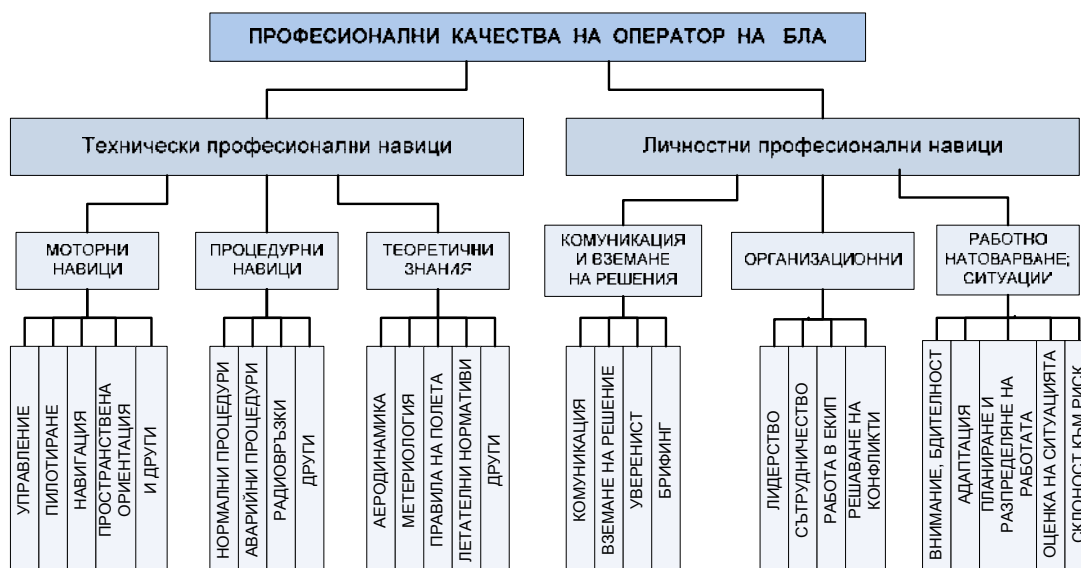 ПРОФЕСИОНАЛНИ КАЧЕСТВА НА ОПЕРАТОР НА БЛА
Технически професионални навици
Личностни професионални навици
МОТОРНИ
НАВИЦИ
ПРОЦЕДУРНИ
НАВИЦИ
ТЕОРЕТИЧНИ
ЗНАНИЯ
КОМУНИКАЦИЯ
И ВЗЕМАНЕ
НА РЕШЕНИЯ
ОРГАНИЗАЦИОННИ
РАБОТНО
НАТОВАРВАНЕ;
СИТУАЦИИ
УПРАВЛЕНИЕ
ПИЛОТИРАНЕ
НАВИГАЦИЯ
ПРОСТРАНСТВЕНА
ОРИЕНТАЦИЯ
И ДРУГИ
НОРМАЛНИ ПРОЦЕДУРИ
АВАРИЙНИ ПРОЦЕДУРИ
РАДИОВРЪЗКИ
ДРУГИ
АЕРОДИНАМИКА
МЕТЕРИОЛОГИЯ
ПРАВИЛА НА ПОЛЕТА
ЛЕТАТЕЛНИ НОРМАТИВИ
ДРУГИ
КОМУНИКАЦИЯ
ВЗЕМАНЕ НА РЕШЕНИЕ
УВЕРЕНИСТ
БРИФИНГ
ЛИДЕРСТВО
СЪТРУДНИЧЕСТВО
РАБОТА В ЕКИП
РЕШАВАНЕ НА
КОНФЛИКТИ
ВНИМАНИЕ, БДИТЕЛНОСТ
АДАПТАЦИЯ
ПЛАНИРАНЕ И
РАЗПРЕДЕЛЯНЕ НА
РАБОТАТА
ОЦЕНКА НА СИТУАЦИЯТА
СКЛОНОСТ КЪМ РИСК